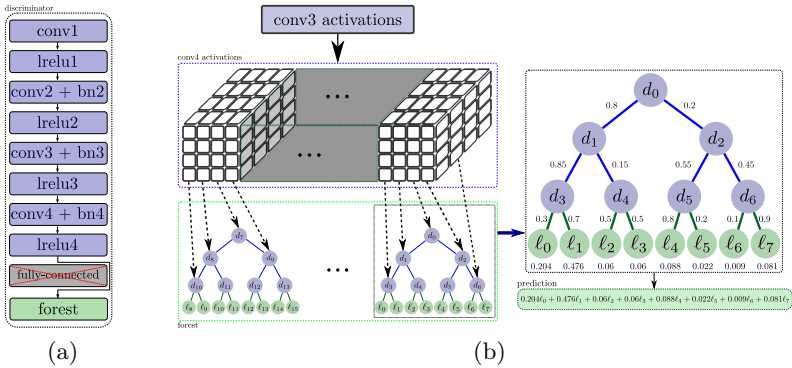 discriminator
conv1
lrelu1
conv2 + bn2
lrelu2
conv3 + bn3
lrelu3
conv4 + bn4
lrelu4
fully-connected
forest
(a)
conv3 activations
conv4 activations
...
...
d₇
d₈ d₉
d₁₀ d₁₁ d₁₂ d₁₃
ℓ₈ ℓ₉ ℓ₁₀ ℓ₁₁ ℓ₁₂ ℓ₁₃ ℓ₁₄ ℓ₁₅
...
d₀
d₁ d₂
d₃ d₄ d₅ d₆
ℓ₀ ℓ₁ ℓ₂ ℓ₃ ℓ₄ ℓ₅ ℓ₆ ℓ₇
forest
d₀
0.8 0.2
d₁ d₂
0.85 0.15 0.55 0.45
d₃ d₄ d₅ d₆
0.3 0.7 0.5 0.5 0.8 0.2 0.1 0.9
ℓ₀ ℓ₁ ℓ₂ ℓ₃ ℓ₄ ℓ₅ ℓ₆ ℓ₇
0.204 0.476 0.06 0.06 0.088 0.022 0.009 0.081
prediction
0.204ℓ₀ + 0.476ℓ₁ + 0.06ℓ₂ + 0.06ℓ₃ + 0.088ℓ₄ + 0.022ℓ₅ + 0.009ℓ₆ + 0.081ℓ₇
(b)